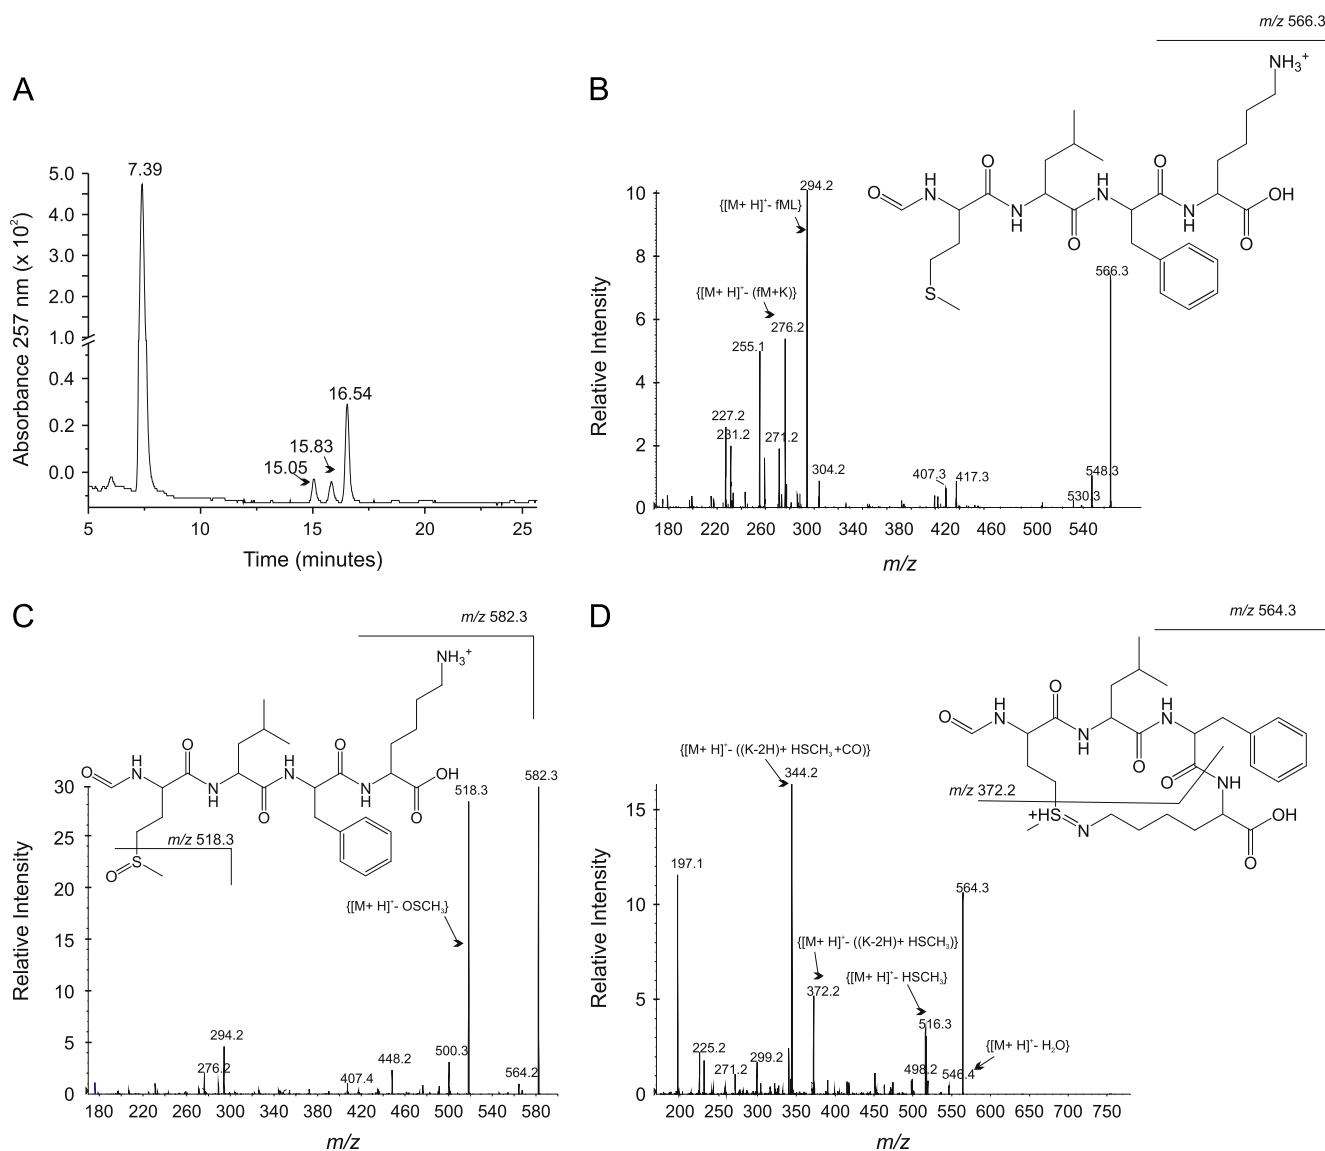 A
Absorbance 257 nm (x 10²)
5.0
4.0
3.0
2.0
1.0
0.4
0.2
0.0
7.39
15.05
15.83
16.54
5 10 15 20 25
Time (minutes)
B
m/z 566.3
NH₃⁺
O
H
N
O
N
H
H
N
O
O
N
H
OH
O
S
Relative Intensity
10
8
6
4
2
0
{[M+ H]⁺- fML}
294.2
{[M+ H]⁺- (fM+K)}
276.2
255.1
227.2
231.2
271.2
304.2
407.3
417.3
530.3
548.3
566.3
180 220 260 300 340 380 420 460 500 560
m/z
C
m/z 582.3
NH₃⁺
O
H
N
O
N
H
H
N
O
O
N
H
OH
O
m/z 518.3
O
S
+
Relative Intensity
30
25
20
15
10
5
0
518.3
582.3
{[M+ H]⁺- OSCH₃}
294.2
276.2
407.4
448.2
500.3
564.2
180 220 260 300 340 360 400 460 500 540
m/z
D
m/z 564.3
O
H
N
O
N
H
H
N
O
O
NH
m/z 372.2
+HS
N
OH
O
Relative Intensity
15
10
5
0
{[M+ H]⁺- ((K-2H)+ HSCH₃ +CO)}
344.2
197.1
{[M+ H]⁺- ((K-2H)+ HSCH₃)}
372.2
{[M+ H]⁺- HSCH₃}
516.3
564.3
{[M+ H]⁺- H₂O}
225.2
271.2
299.2
498.2
546.4
200 250 300 350 400 450 500 550 600 650 700 750
m/z